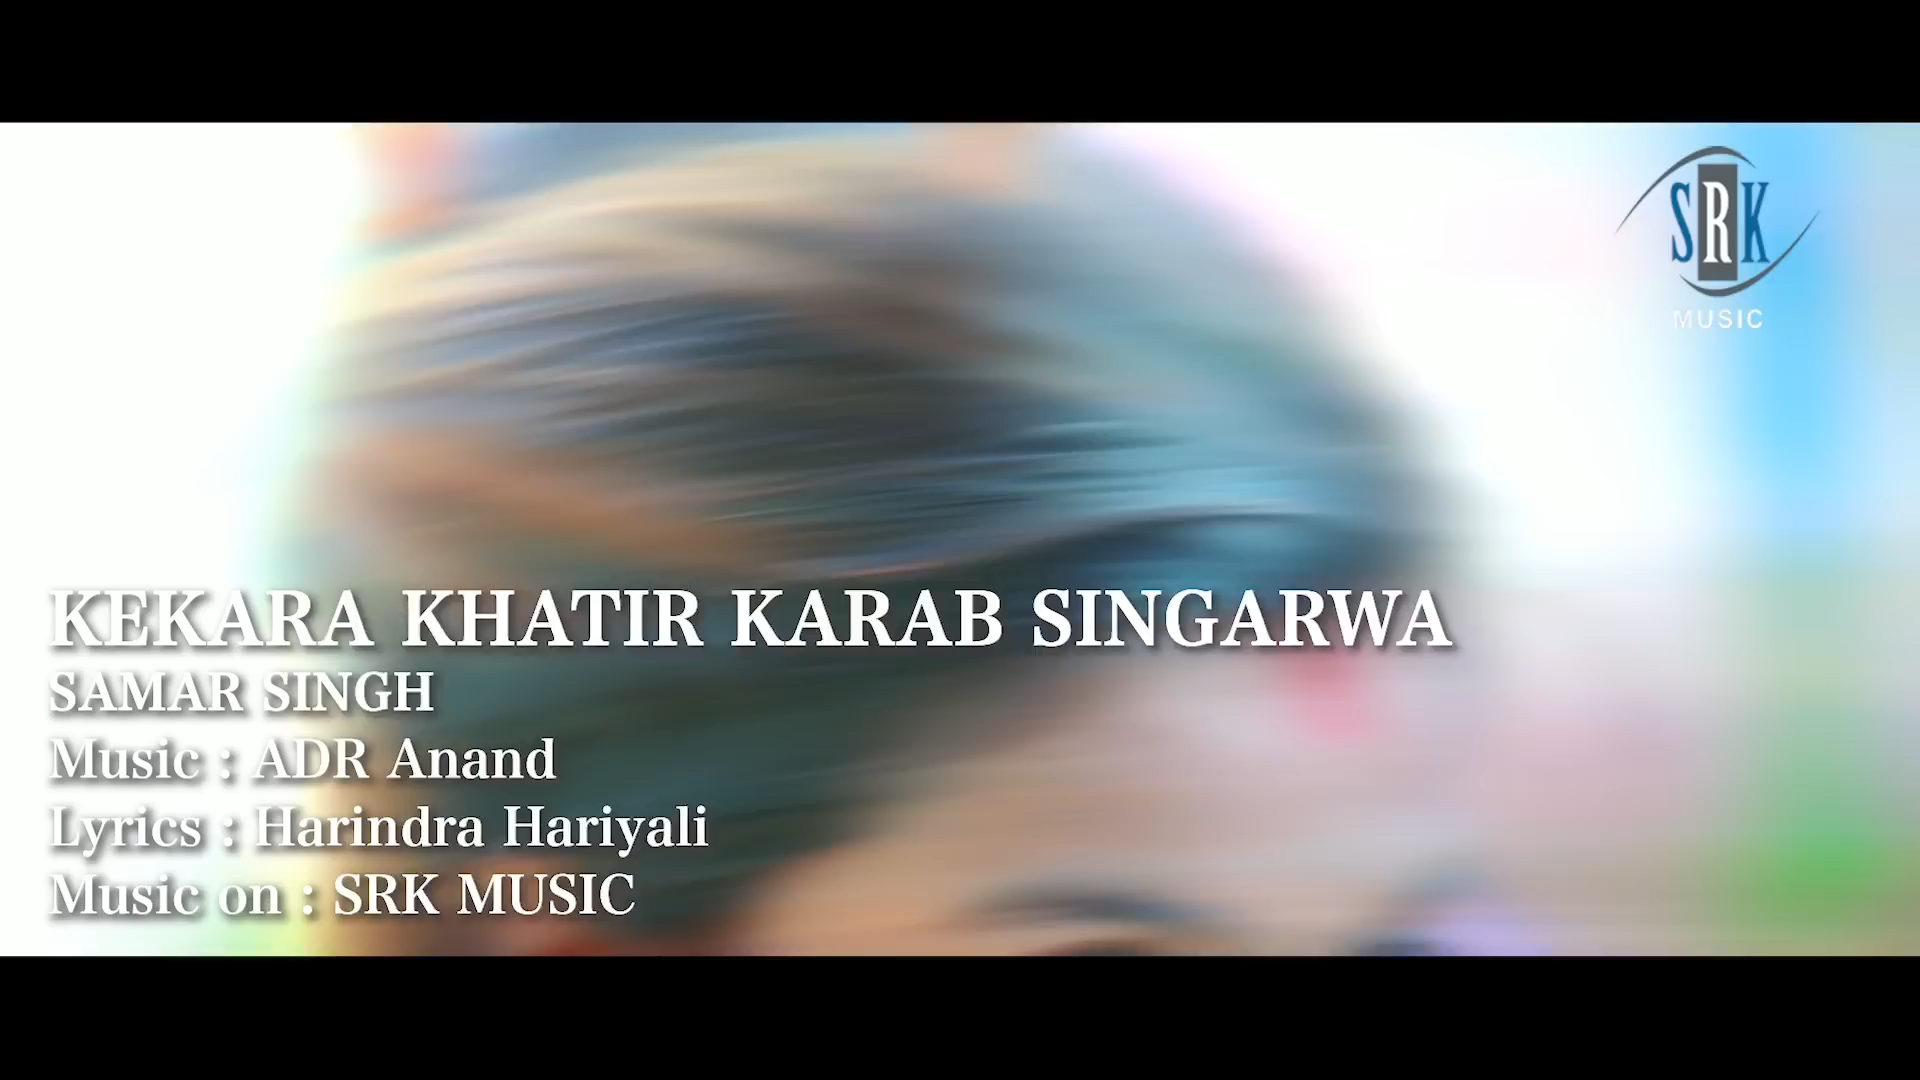 SRK
MUSIC
KEKARA KHATIR KARAB SINGARWA
SAMAR SINGH
Music : ADR Anand
Lyrics : Harindra Hariyali
Music on : SRK MUSIC